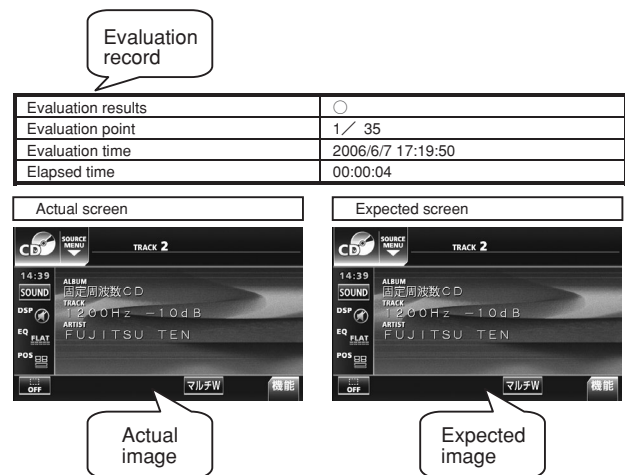 Evaluation
record
Evaluation results ○
Evaluation point 1／ 35
Evaluation time 2006/6/7 17:19:50
Elapsed time 00:00:04
Actual screen
CD SOURCE MENU TRACK 2
14:39
SOUND
DSP
EQ FLAT
POS
OFF
ALBUM
固定周波数CD
TRACK
1200Hz －10dB
ARTIST
FUJITSU TEN
マルチW 機能
Actual
image
Expected screen
CD SOURCE MENU TRACK 2
14:39
SOUND
DSP
EQ FLAT
POS
OFF
ALBUM
固定周波数CD
TRACK
1200Hz －10dB
ARTIST
FUJITSU TEN
マルチW 機能
Expected
image